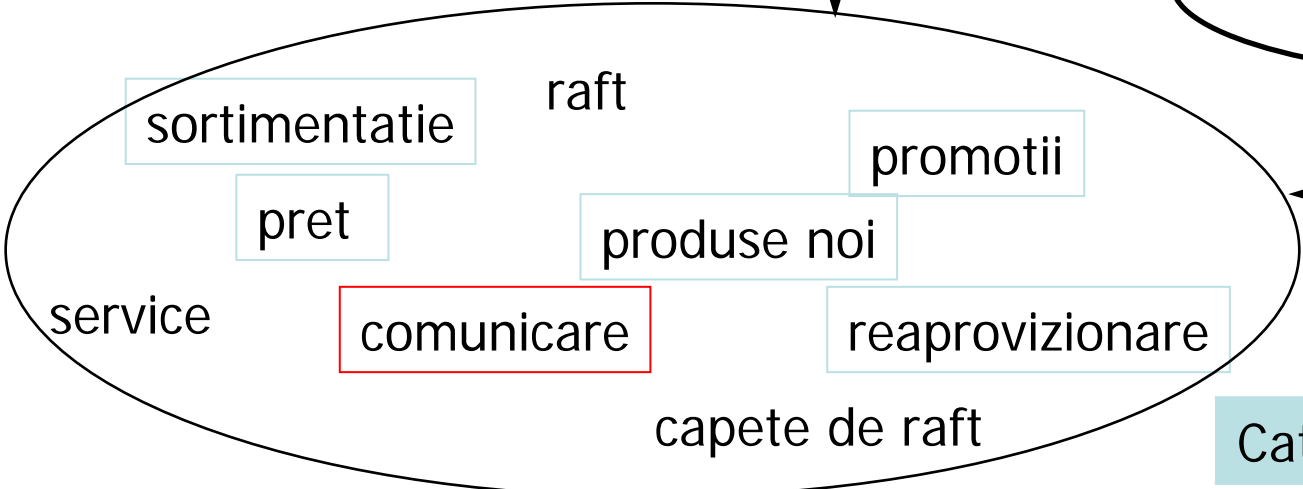 raft
sortimentatie
promotii
pret
produse noi
service
comunicare
reaprovizionare
capete de raft